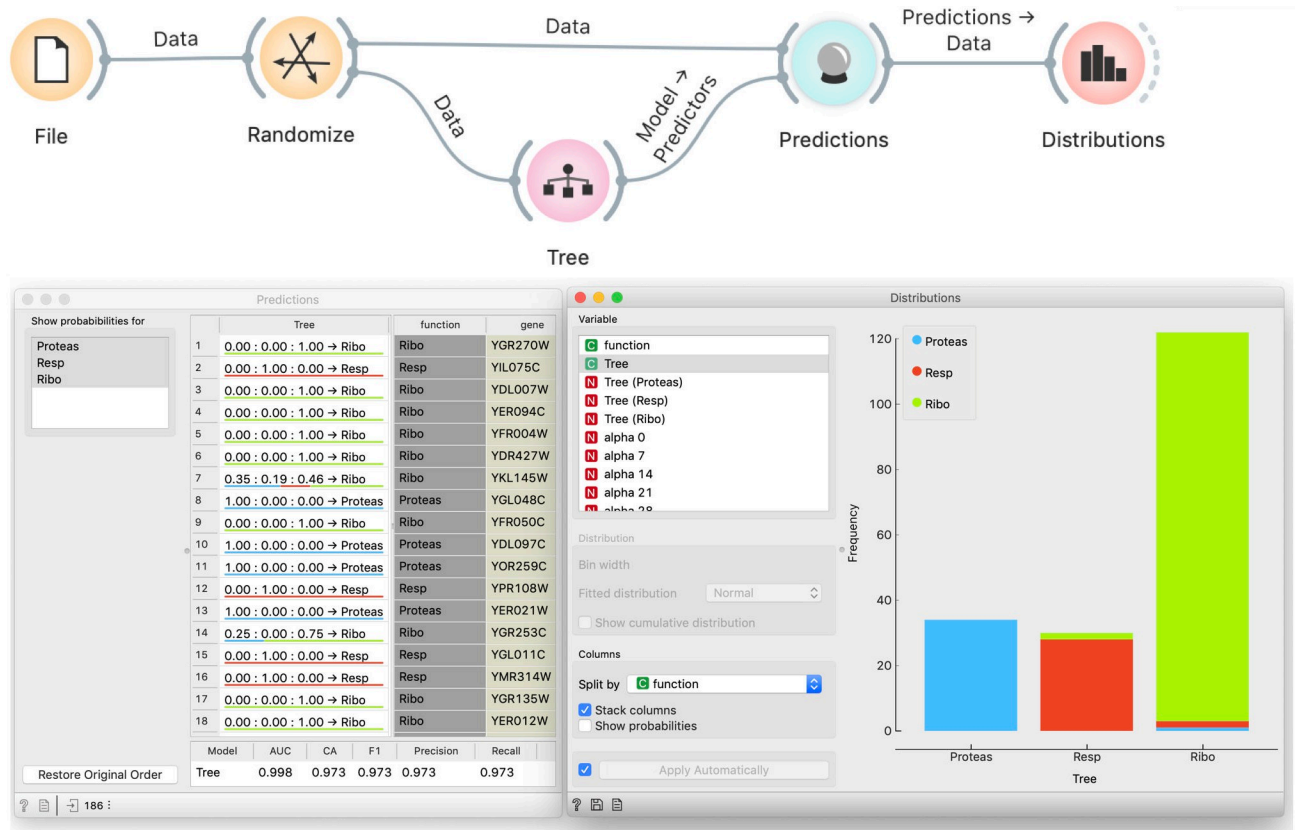 Data
Data
Predictions →
Data
Data
Model →
Predictors
File
Randomize
Predictions
Distributions
Tree
Predictions
Show probabibilities for
Proteas
Resp
Ribo
Tree function gene
1 0.00 : 0.00 : 1.00 → Ribo Ribo YGR270W
2 0.00 : 1.00 : 0.00 → Resp Resp YIL075C
3 0.00 : 0.00 : 1.00 → Ribo Ribo YDL007W
4 0.00 : 0.00 : 1.00 → Ribo Ribo YER094C
5 0.00 : 0.00 : 1.00 → Ribo Ribo YFR004W
6 0.00 : 0.00 : 1.00 → Ribo Ribo YDR427W
7 0.35 : 0.19 : 0.46 → Ribo Ribo YKL145W
8 1.00 : 0.00 : 0.00 → Proteas Proteas YGL048C
9 0.00 : 0.00 : 1.00 → Ribo Ribo YFR050C
10 1.00 : 0.00 : 0.00 → Proteas Proteas YDL097C
11 1.00 : 0.00 : 0.00 → Proteas Proteas YOR259C
12 0.00 : 1.00 : 0.00 → Resp Resp YPR108W
13 1.00 : 0.00 : 0.00 → Proteas Proteas YER021W
14 0.25 : 0.00 : 0.75 → Ribo Ribo YGR253C
15 0.00 : 1.00 : 0.00 → Resp Resp YGL011C
16 0.00 : 1.00 : 0.00 → Resp Resp YMR314W
17 0.00 : 0.00 : 1.00 → Ribo Ribo YGR135W
18 0.00 : 0.00 : 1.00 → Ribo Ribo YER012W
Model AUC CA F1 Precision Recall
Tree 0.998 0.973 0.973 0.973 0.973
Restore Original Order
? 186 :
Distributions
Variable
C function
C Tree
N Tree (Proteas)
N Tree (Resp)
N Tree (Ribo)
N alpha 0
N alpha 7
N alpha 14
N alpha 21
N alpha 28
Distribution
Bin width
Fitted distribution Normal
Show cumulative distribution
Columns
Split by C function
Stack columns
Show probabilities
Apply Automatically
?
Frequency
120
100
80
60
40
20
0
Proteas
Resp
Ribo
Proteas Resp Ribo
Tree